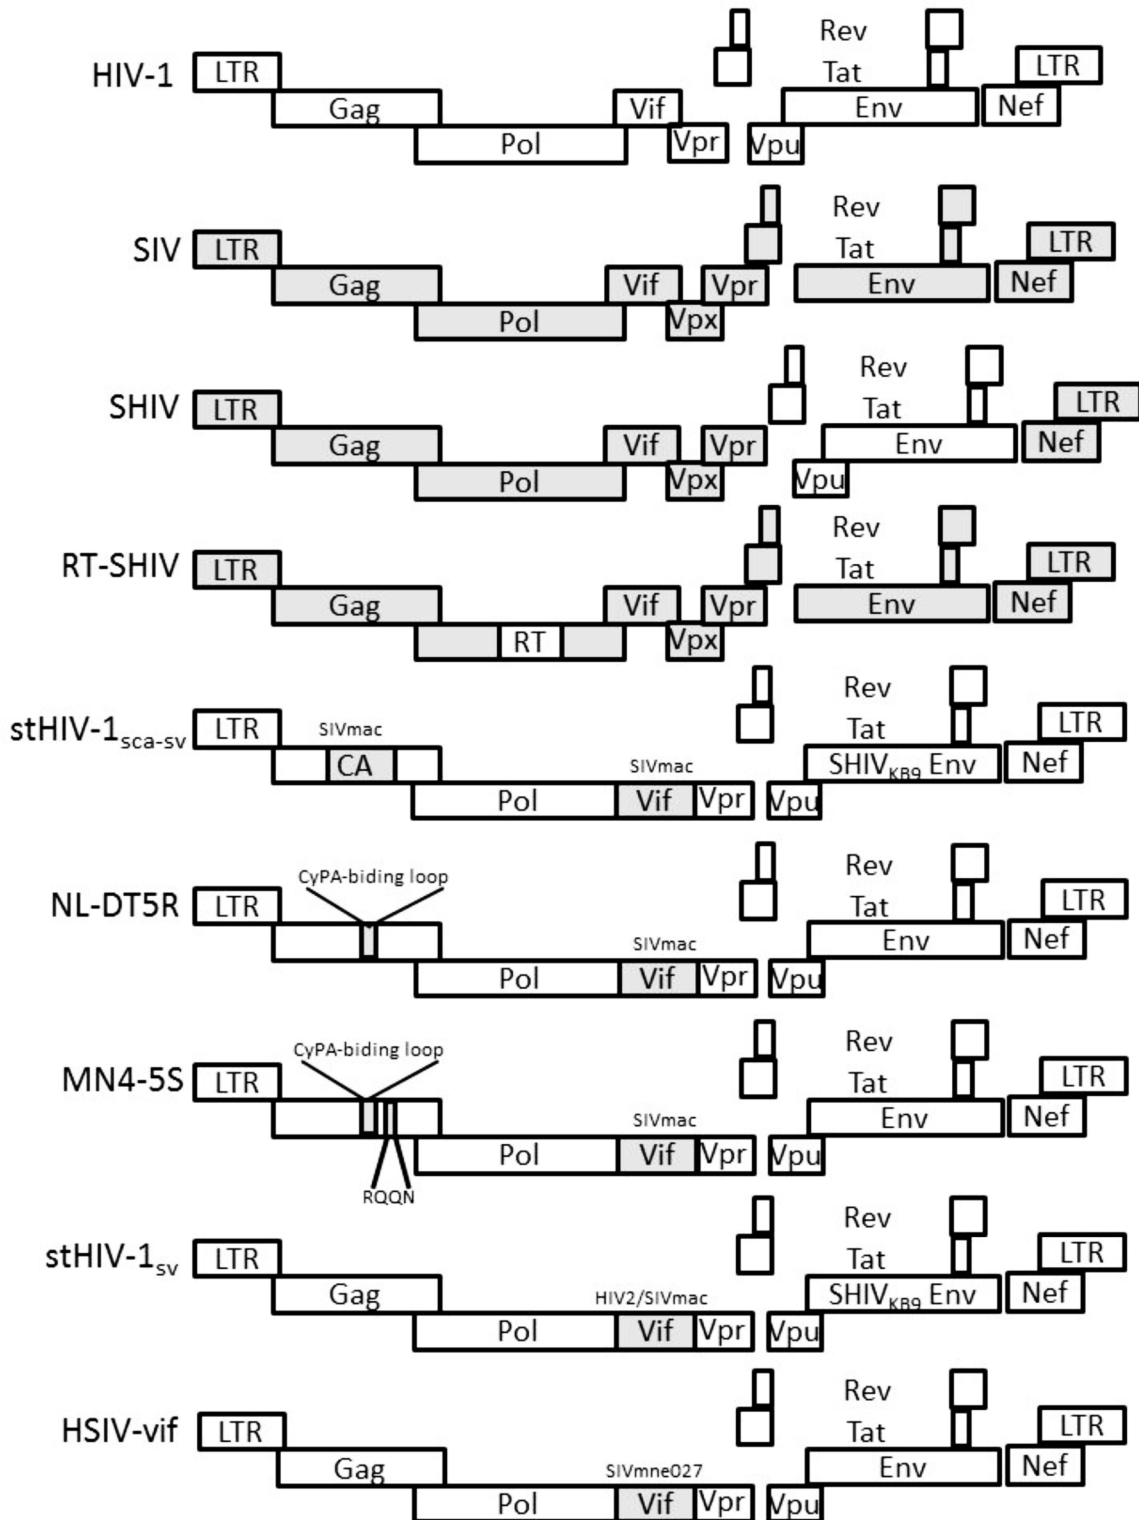 Rev
HIV-1 LTR Tat LTR
Gag Vif Env Nef
Pol Vpr Vpu
Rev
SIV LTR Tat LTR
Gag Vif Vpr Env Nef
Pol Vpx
Rev
SHIV LTR Tat LTR
Gag Vif Vpr Env Nef
Pol Vpx Vpu
Rev
RT-SHIV LTR Tat LTR
Gag Vif Vpr Env Nef
RT Vpx
Rev
stHIV-1sca-sv LTR SIVmac Tat LTR
CA SIVmac SHIVKB9 Env Nef
Pol Vif Vpr Vpu
CyPA-biding loop Rev
NL-DT5R LTR Tat LTR
SIVmac Env Nef
Pol Vif Vpr Vpu
CyPA-biding loop Rev
MN4-5S LTR Tat LTR
SIVmac Env Nef
Pol Vif Vpr Vpu
RQQN
Rev
stHIV-1sv LTR Tat LTR
Gag HIV2/SIVmac SHIVKB9 Env Nef
Pol Vif Vpr Vpu
Rev
HSIV-vif LTR Tat LTR
Gag SIVmne027 Env Nef
Pol Vif Vpr Vpu